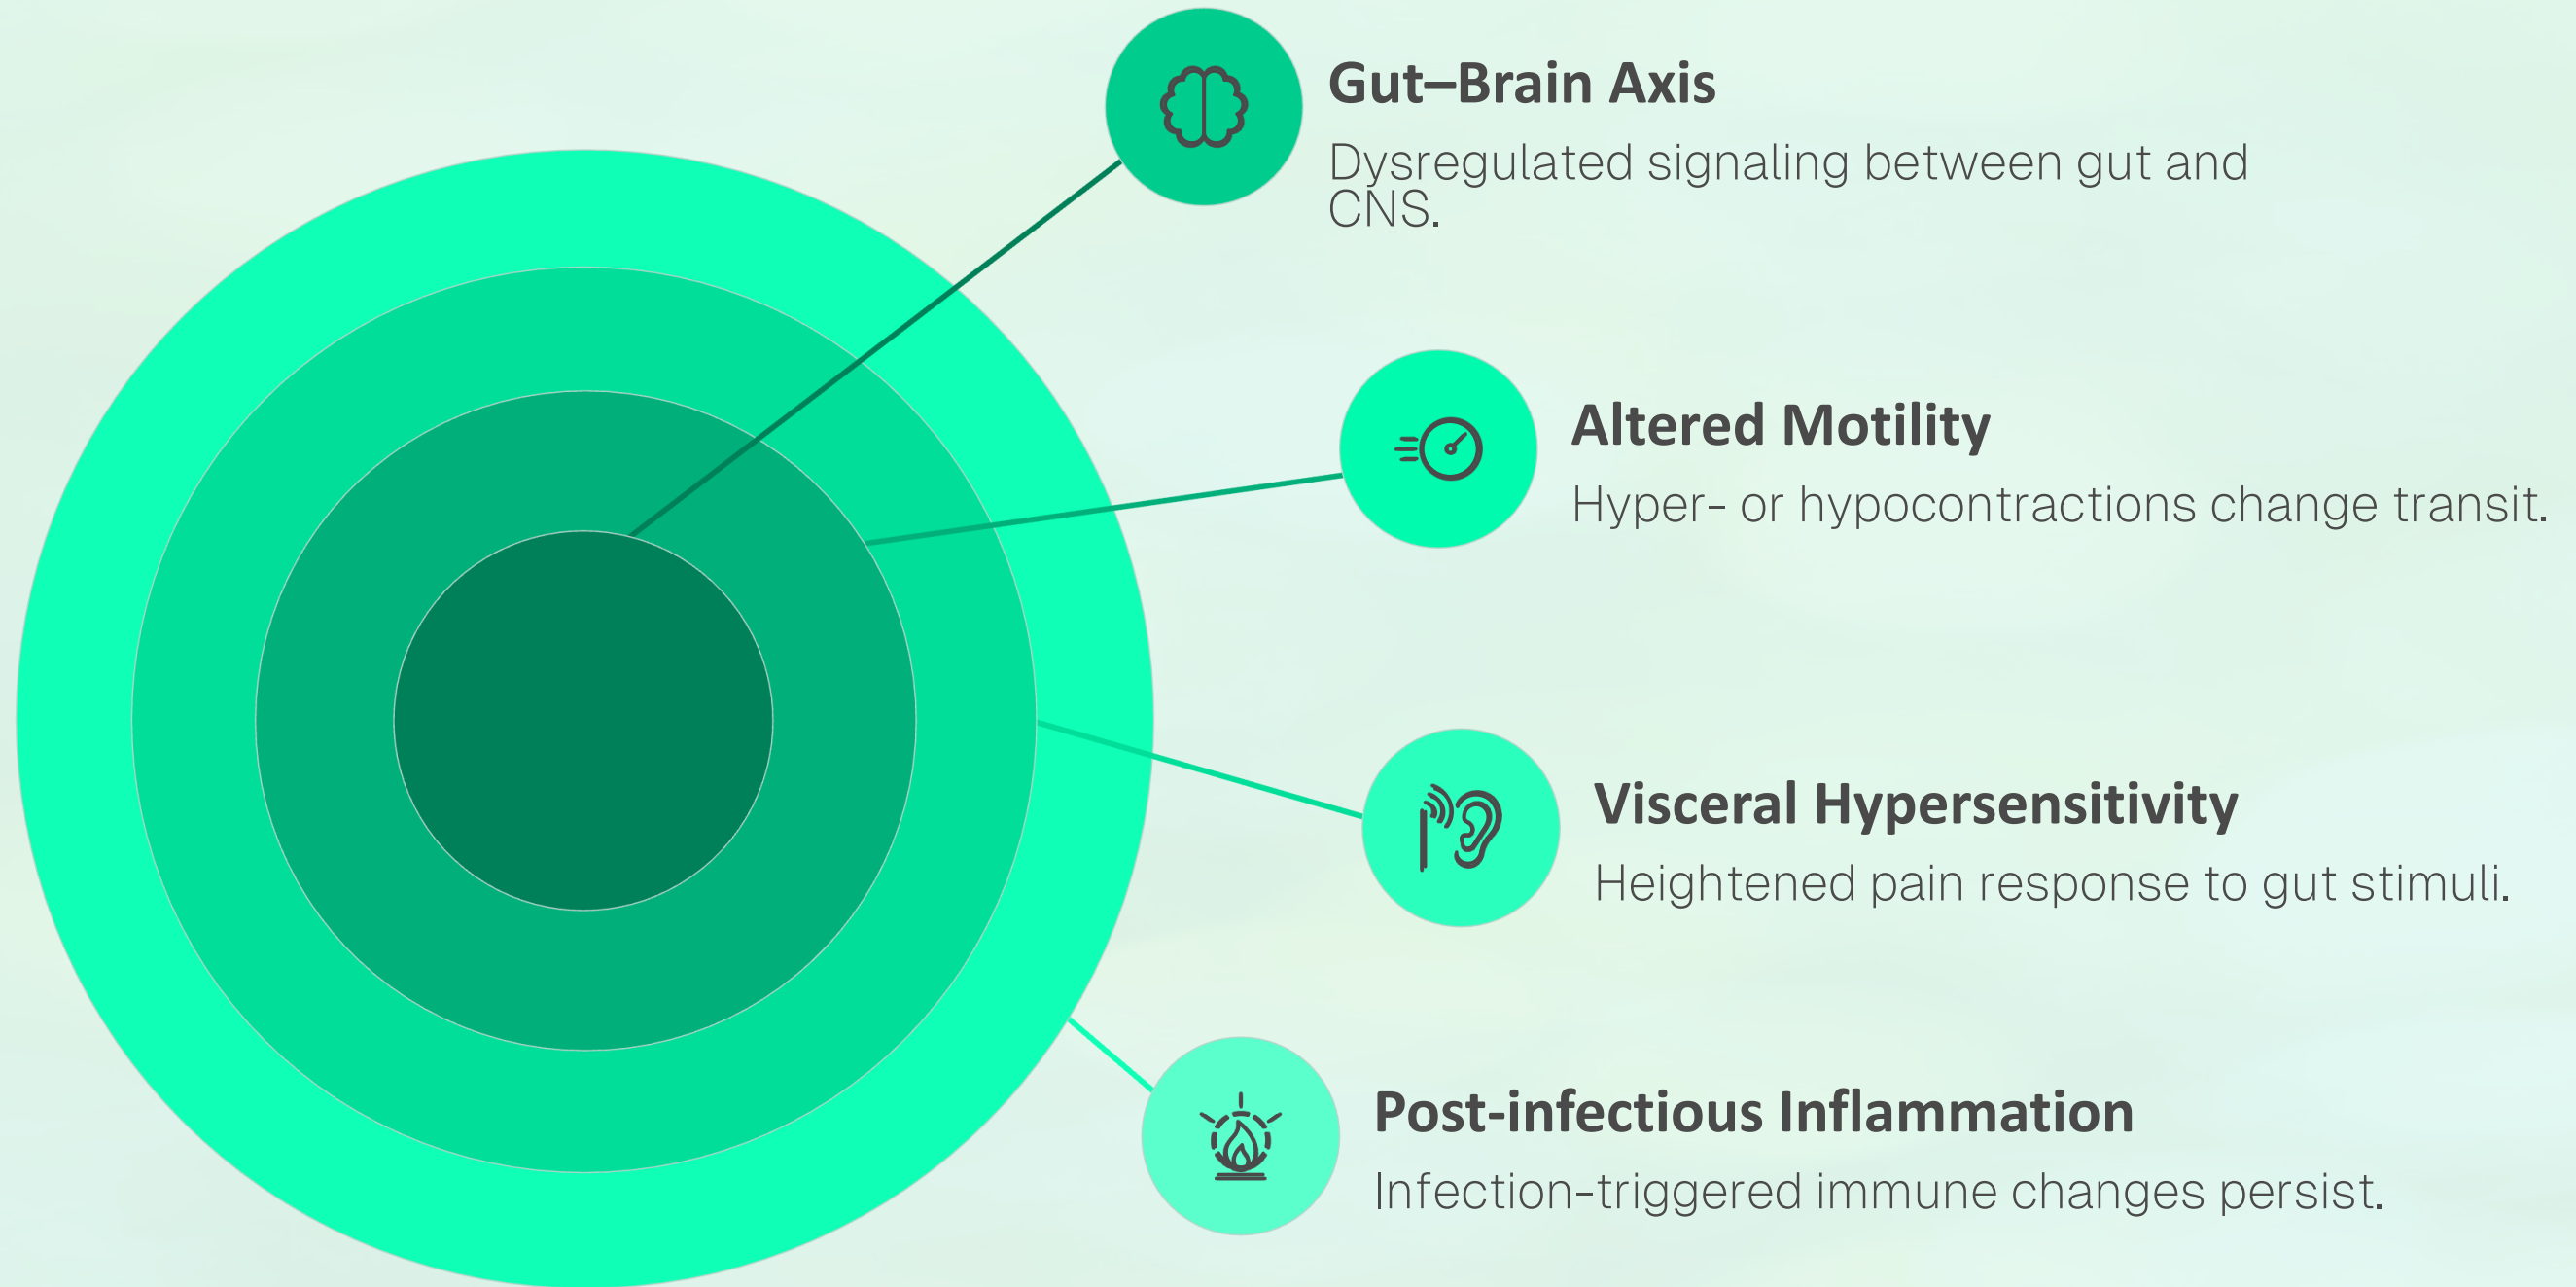 Gut–Brain Axis
Dysregulated signaling between gut and
CNS.
Altered Motility
Hyper- or hypocontractions change transit.
Visceral Hypersensitivity
Heightened pain response to gut stimuli.
Post-infectious Inflammation
Infection-triggered immune changes persist.